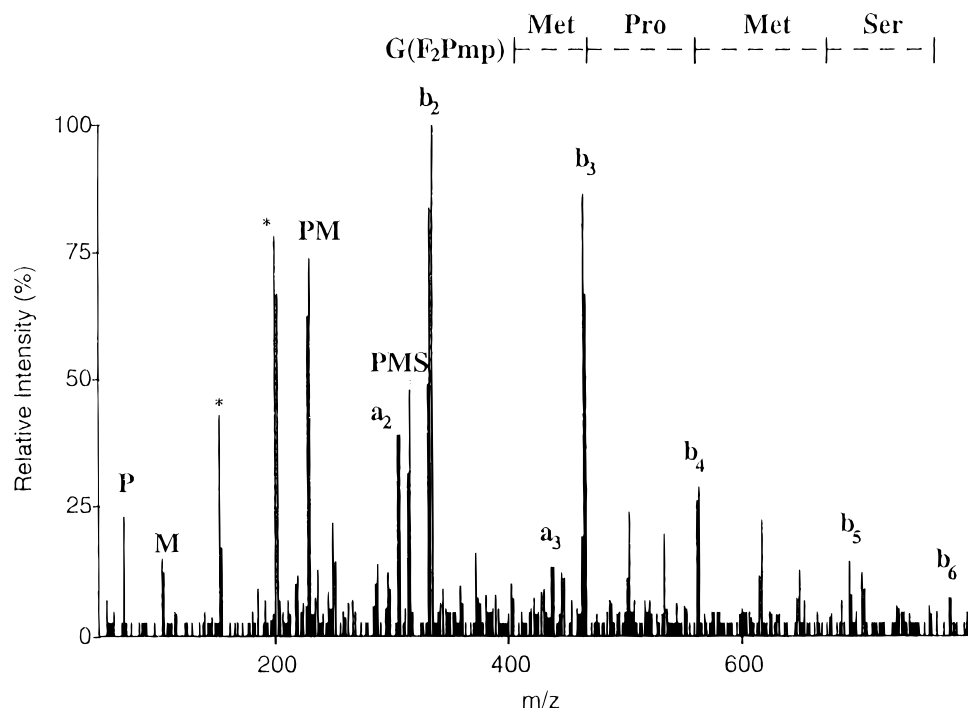 Met Pro Met Ser
G(F₂Pmp)
b₂
100
b₃
*
PM
75
Relative Intensity (%)
PMS
50
*
a₂
b₄
P
25
M
a₃
b₅
b₆
0
200 400 600
m/z